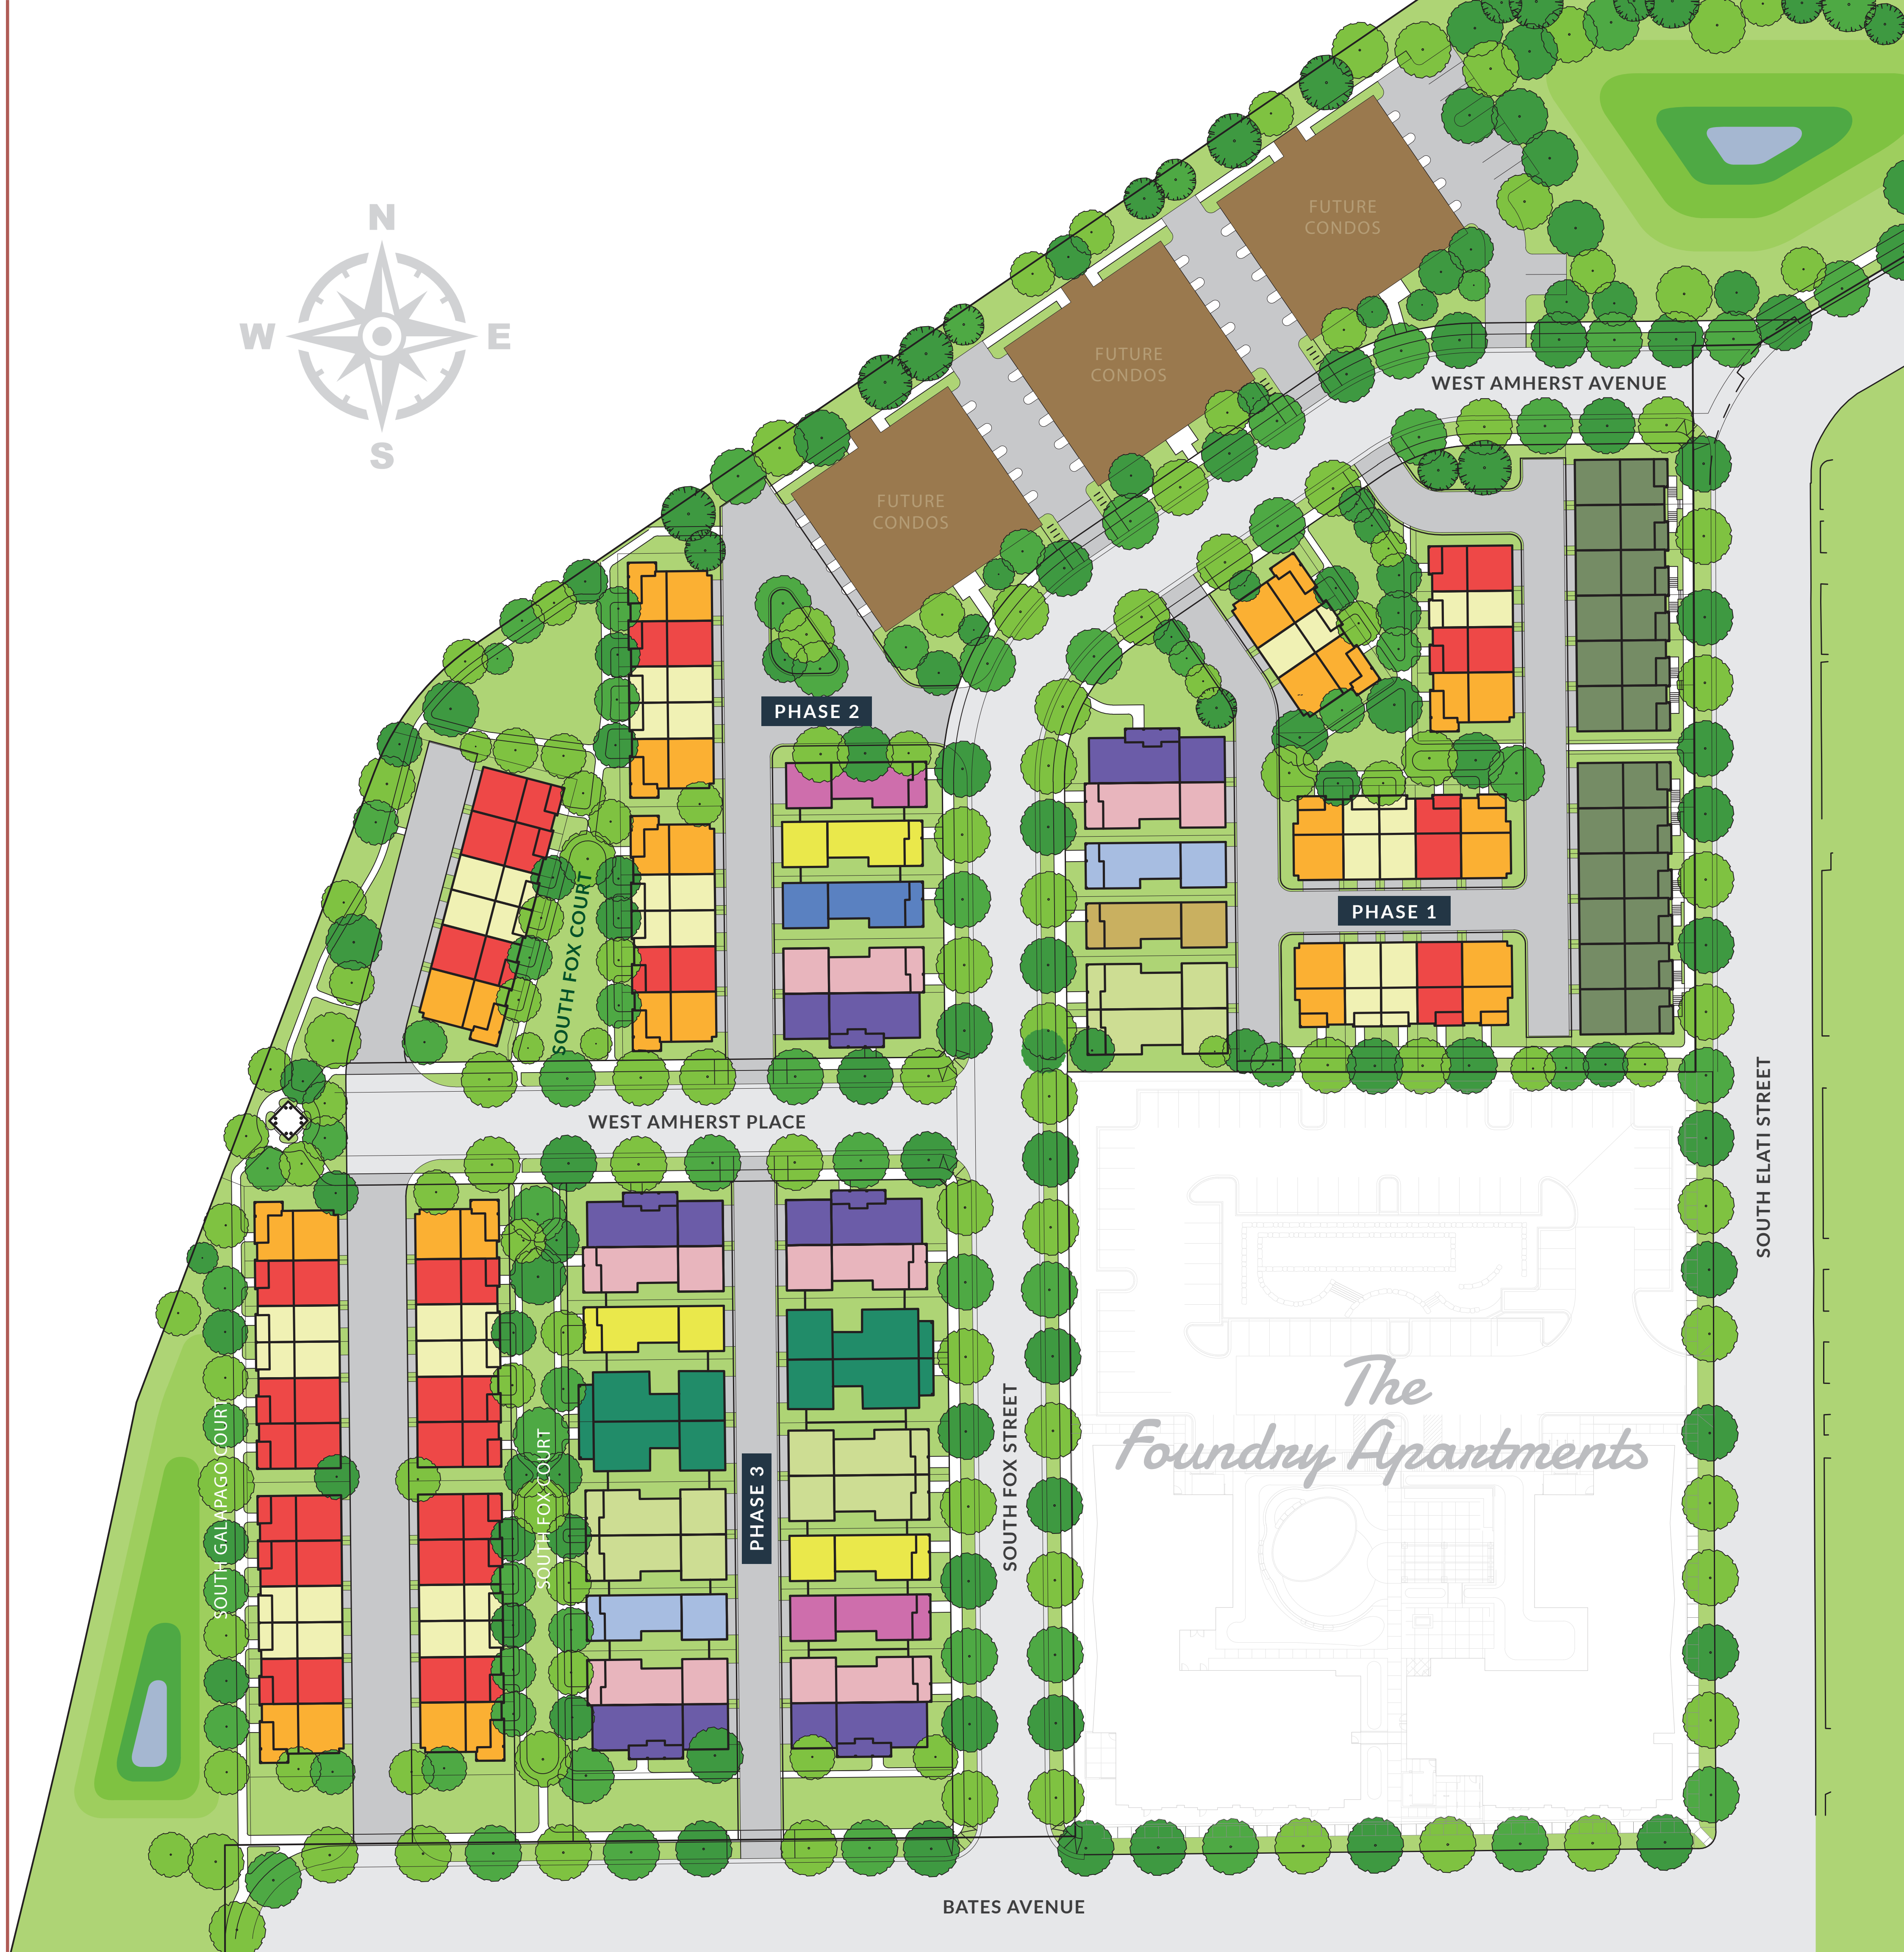 N
W
E
S
FUTURE
CONDOS
FUTURE
CONDOS
FUTURE
CONDOS
WEST AMHERST AVENUE
PHASE 2
PHASE 1
SOUTH FOX COURT
WEST AMHERST PLACE
SOUTH ELATI STREET
The
Foundry Apartments
SOUTH GALAPAGO COURT
SOUTH FOX COURT
PHASE 3
SOUTH FOX STREET
BATES AVENUE